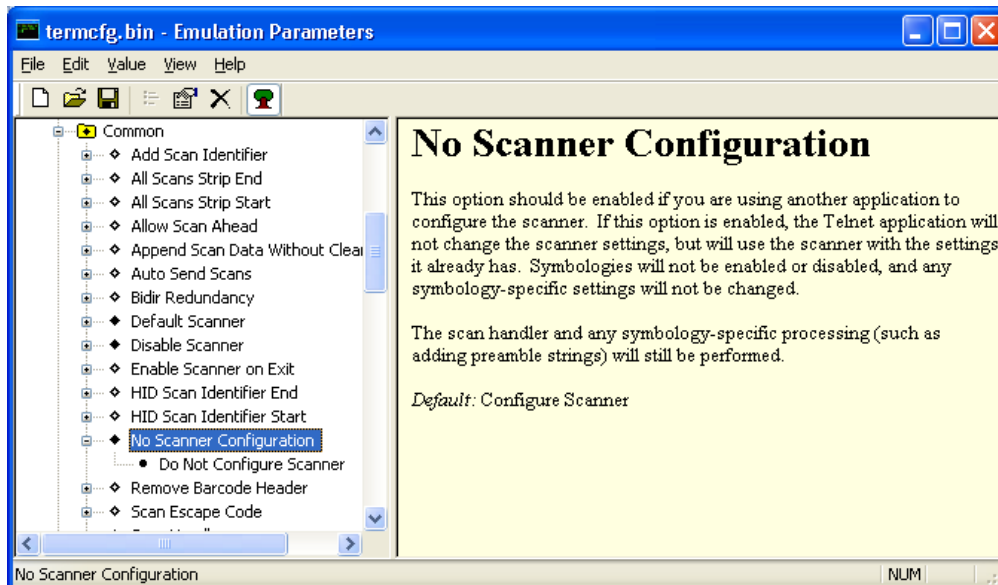 termcfg.bin - Emulation Parameters
File Edit Value View Help
Common
Add Scan Identifier
All Scans Strip End
All Scans Strip Start
Allow Scan Ahead
Append Scan Data Without Clear
Auto Send Scans
Bidir Redundancy
Default Scanner
Disable Scanner
Enable Scanner on Exit
HID Scan Identifier End
HID Scan Identifier Start
No Scanner Configuration
Do Not Configure Scanner
Remove Barcode Header
Scan Escape Code
No Scanner Configuration
This option should be enabled if you are using another application to
configure the scanner. If this option is enabled, the Telnet application will
not change the scanner settings, but will use the scanner with the settings
it already has. Symbologies will not be enabled or disabled, and any
symbology-specific settings will not be changed.
The scan handler and any symbology-specific processing (such as
adding preamble strings) will still be performed.
Default: Configure Scanner
No Scanner Configuration
NUM